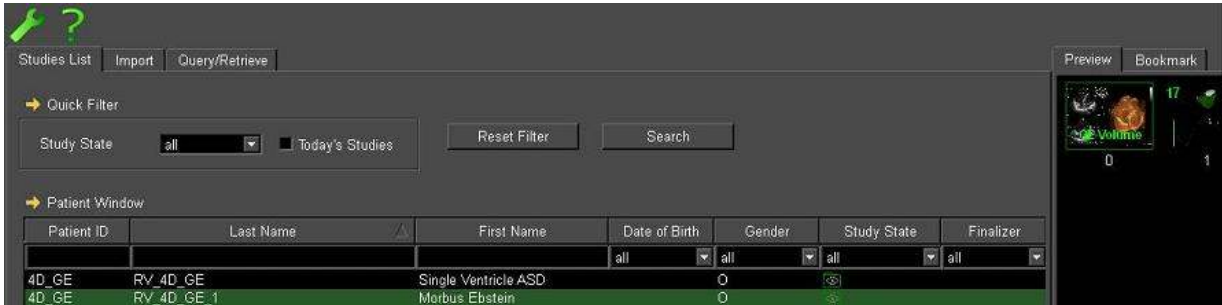 ?
Studies List Import Query/Retrieve Preview Bookmark
Quick Filter
17
Study State all Today's Studies Reset Filter Search
GE Volume
0 1
Patient Window
Patient ID Last Name First Name Date of Birth Gender Study State Finalizer
all all all all
4D_GE RV_4D_GE Single Ventricle ASD O
4D_GE RV_4D_GE_1 Morbus Ebstein O